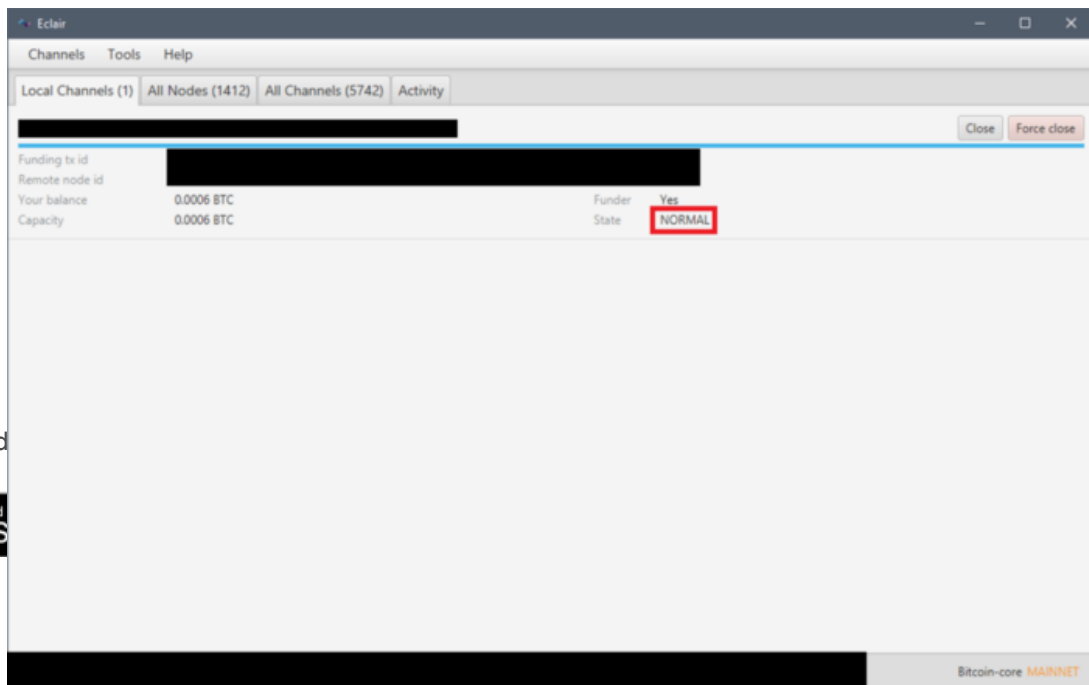 Eclair
Channels Tools Help
Local Channels (1) All Nodes (1412) All Channels (5742) Activity
Close Force close
Funding tx id
Remote node id
Your balance 0.0006 BTC Funder Yes
Capacity 0.0006 BTC State NORMAL
d
d
S
Bitcoin-core MAINNET